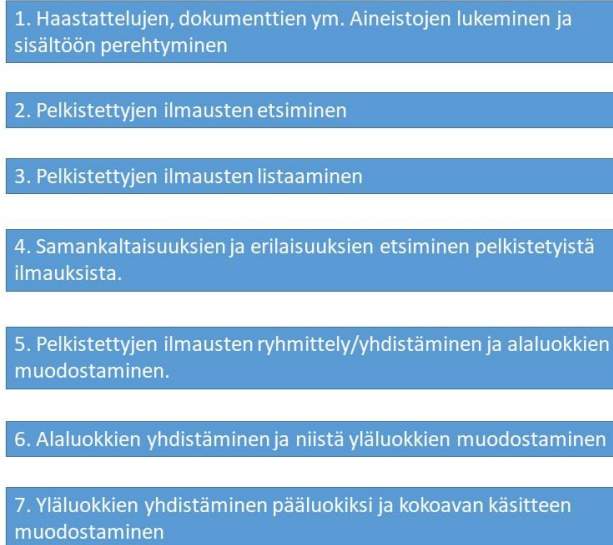 1. Haastattelujen, dokumenttien ym. Aineistojen lukeminen ja
sisältöön perehtyminen
2. Pelkistettyjen ilmausten etsiminen
3. Pelkistettyjen ilmausten listaaminen
4. Samankaltaisuuksien ja erilaisuuksien etsiminen pelkistetyistä
ilmauksista.
5. Pelkistettyjen ilmausten ryhmittely/yhdistäminen ja alaluokkien
muodostaminen.
6. Alaluokkien yhdistäminen ja niistä yläluokkien muodostaminen
7. Yläluokkien yhdistäminen pääluokiksi ja kokoavan käsitteen
muodostaminen